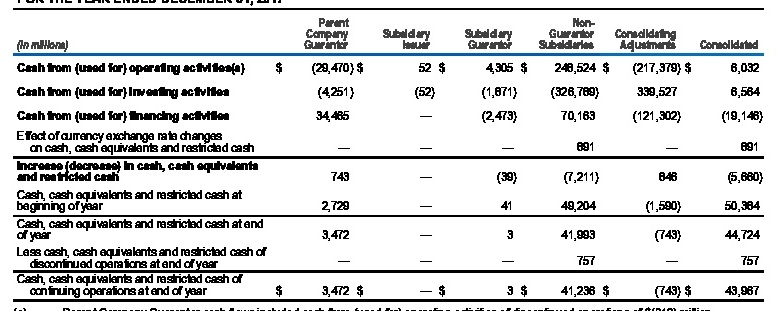 FOR THE YEAR ENDED DECEMBER 31, 2017
(In millions) Parent Company Guarantor Subsidiary Issuer Subsidiary Guarantor Non-Guarantor Subsidiaries Consolidating Adjustments Consolidated
Cash from (used for) operating activities(a) $ (29,470) $ 52 $ 4,305 $ 248,524 $ (217,379) $ 6,032
Cash from (used for) investing activities (4,251) (52) (1,871) (326,789) 339,527 6,564
Cash from (used for) financing activities 34,465 — (2,473) 70,163 (121,302) (19,146)
Effect of currency exchange rate changes
on cash, cash equivalents and restricted cash — — — 891 — 891
Increase (decrease) in cash, cash equivalents
and restricted cash 743 — (39) (7,211) 846 (5,660)
Cash, cash equivalents and restricted cash at
beginning of year 2,729 — 41 49,204 (1,590) 50,384
Cash, cash equivalents and restricted cash at end
of year 3,472 — 3 41,993 (743) 44,724
Less cash, cash equivalents and restricted cash of
discontinued operations at end of year — — — 757 — 757
Cash, cash equivalents and restricted cash of
continuing operations at end of year $ 3,472 $ — $ 3 $ 41,236 $ (743) $ 43,967